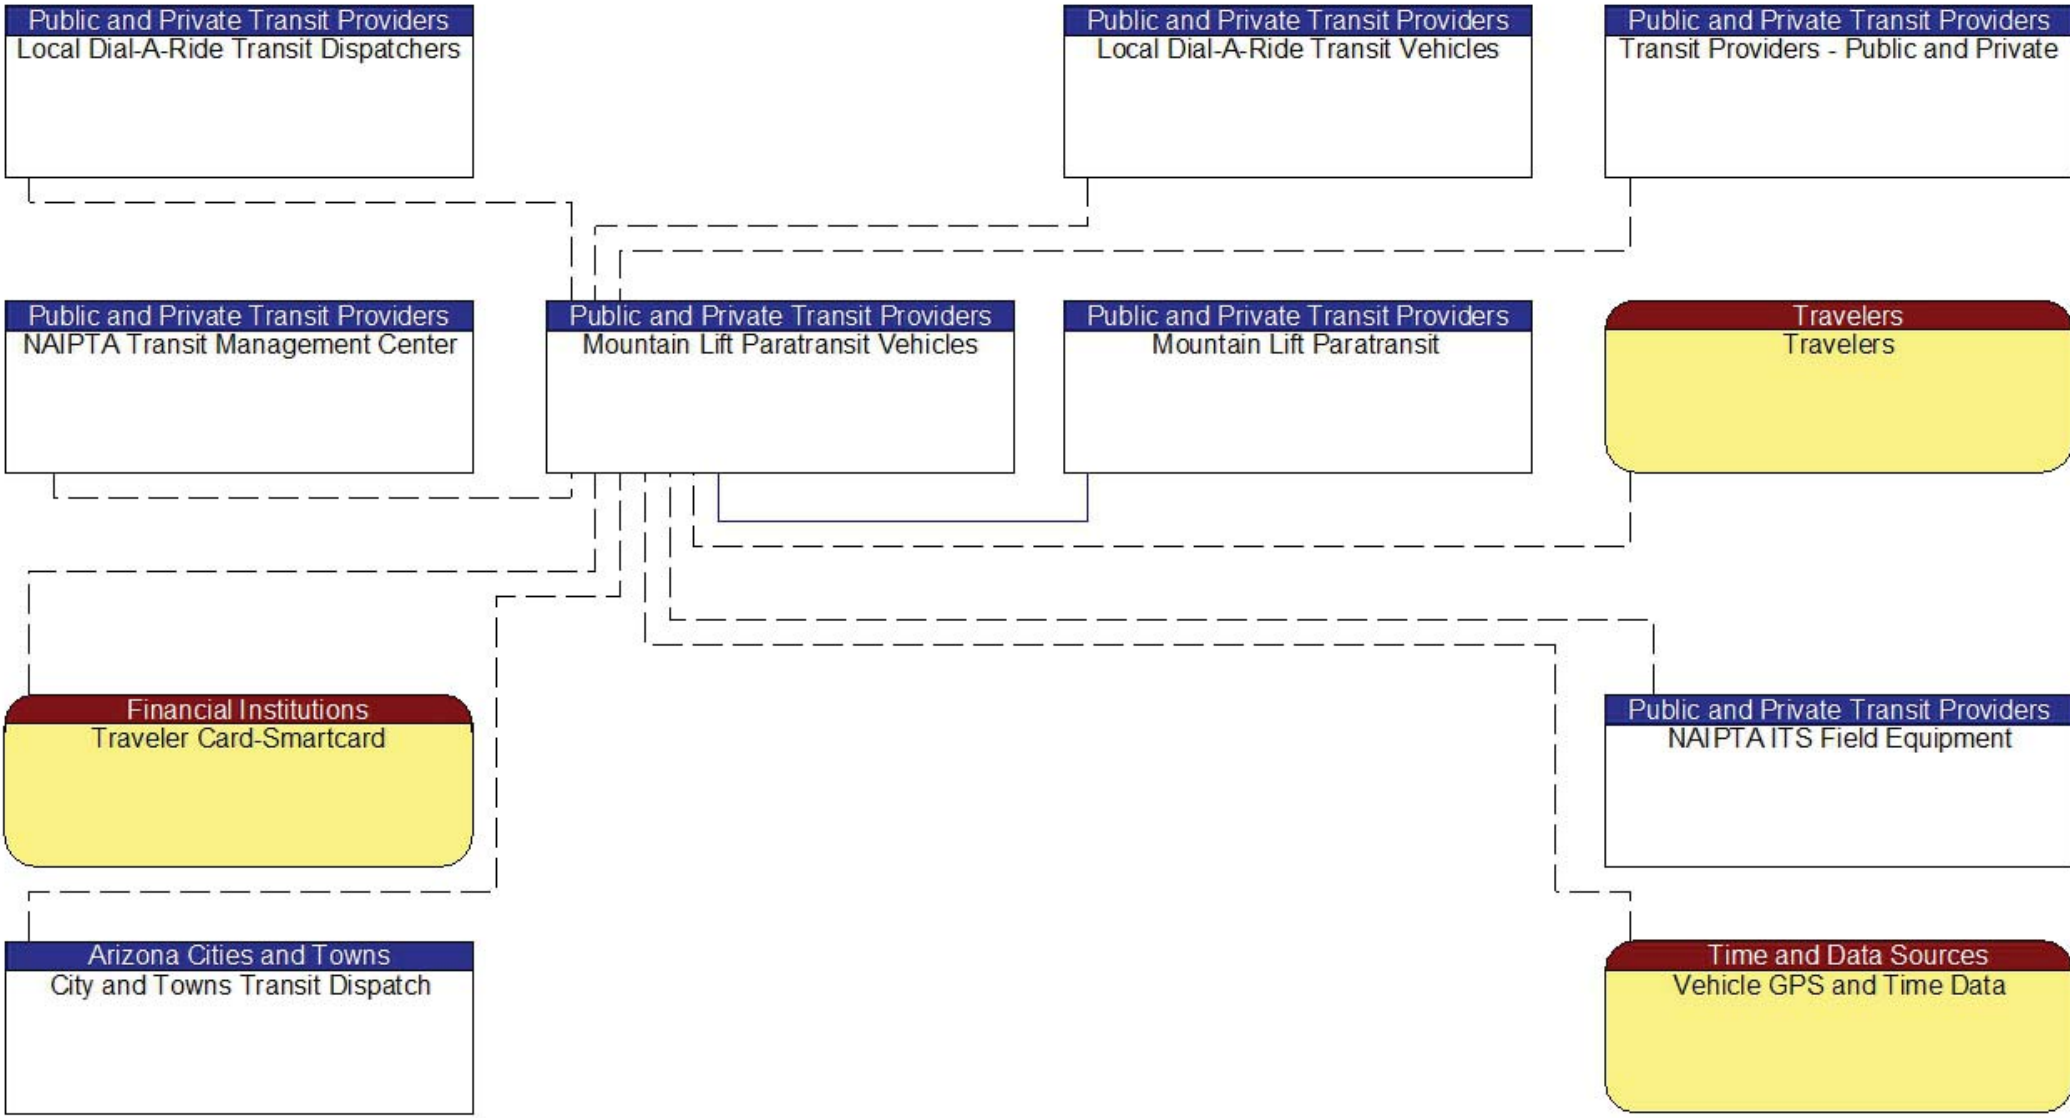 Public and Private Transit Providers
Local Dial-A-Ride Transit Dispatchers
Public and Private Transit Providers
Local Dial-A-Ride Transit Vehicles
Public and Private Transit Providers
Transit Providers - Public and Private
Public and Private Transit Providers
NAIPTA Transit Management Center
Public and Private Transit Providers
Mountain Lift Paratransit Vehicles
Public and Private Transit Providers
Mountain Lift Paratransit
Travelers
Travelers
Financial Institutions
Traveler Card-Smartcard
Public and Private Transit Providers
NAIPTA ITS Field Equipment
Arizona Cities and Towns
City and Towns Transit Dispatch
Time and Data Sources
Vehicle GPS and Time Data